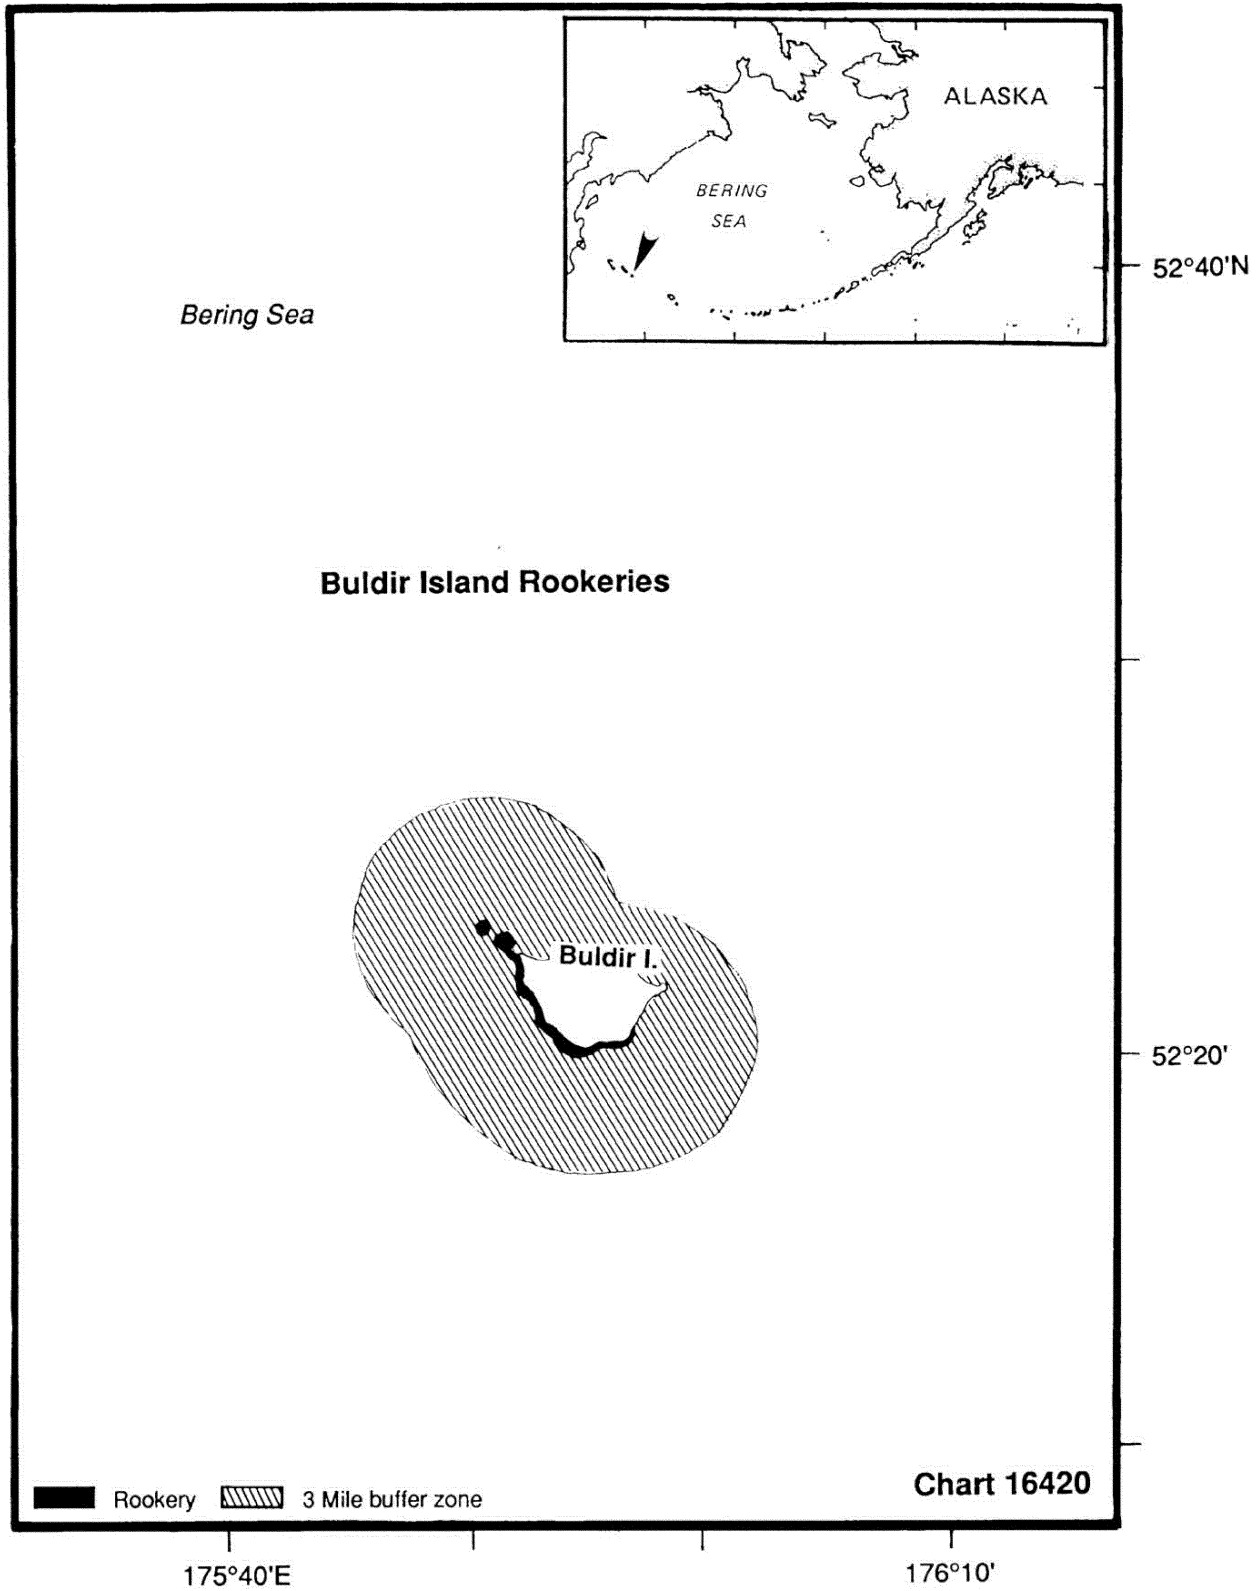 ALASKA
BERING
SEA
52°40'N
Bering Sea
Buldir Island Rookeries
Buldir I.
52°20'
Chart 16420
Rookery
3 Mile buffer zone
175°40'E
176°10'